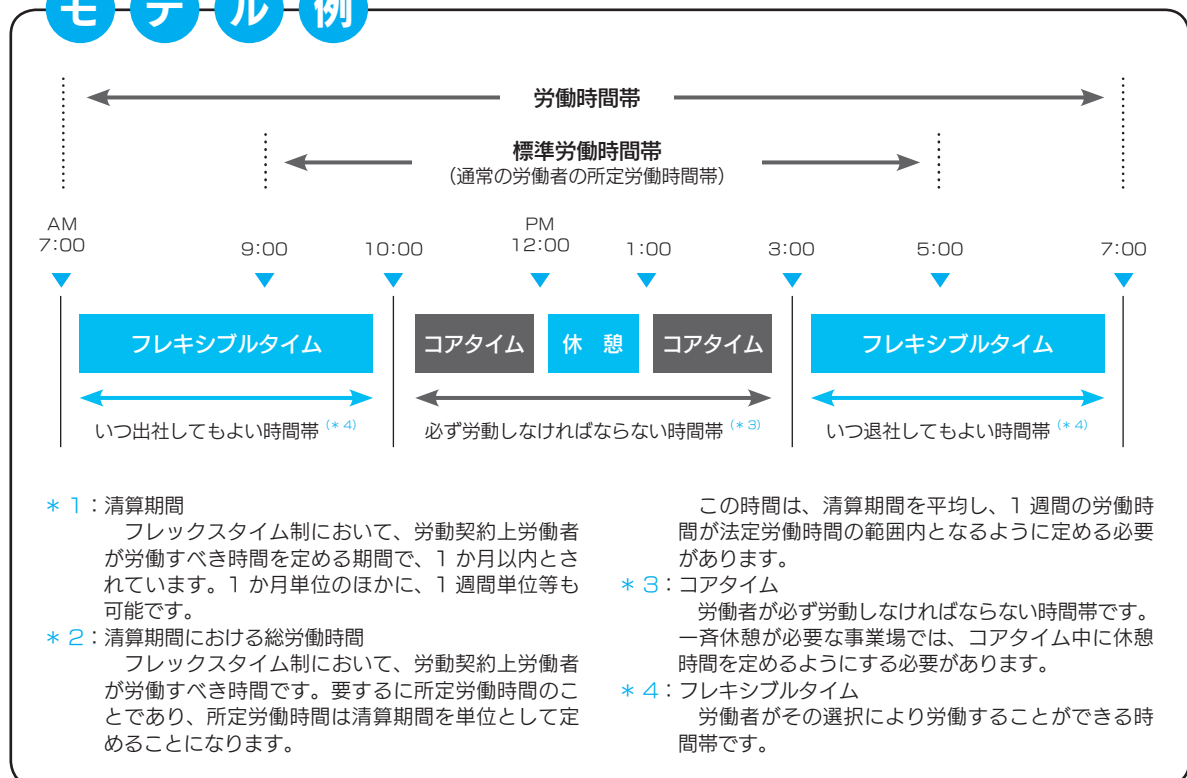 モデル例
労働時間帯
標準労働時間帯
（通常の労働者の所定労働時間帯）
AM
7:00
9:00
10:00
PM
12:00
1:00
3:00
5:00
7:00
フレキシブルタイム
コアタイム
休　憩
コアタイム
フレキシブルタイム
いつ出社してもよい時間帯（＊4）
必ず労働しなければならない時間帯（＊3）
いつ退社してもよい時間帯（＊4）
＊１：清算期間
フレックスタイム制において、労働契約上労働者
が労働すべき時間を定める期間で、１か月以内とさ
れています。１か月単位のほかに、１週間単位等も
可能です。
＊２：清算期間における総労働時間
フレックスタイム制において、労働契約上労働者
が労働すべき時間です。要するに所定労働時間のこ
とであり、所定労働時間は清算期間を単位として定
めることになります。
この時間は、清算期間を平均し、１週間の労働時
間が法定労働時間の範囲内となるように定める必要
があります。
＊３：コアタイム
労働者が必ず労働しなければならない時間帯です。
一斉休憩が必要な事業場では、コアタイム中に休憩
時間を定めるようにする必要があります。
＊４：フレキシブルタイム
労働者がその選択により労働することができる時
間帯です。